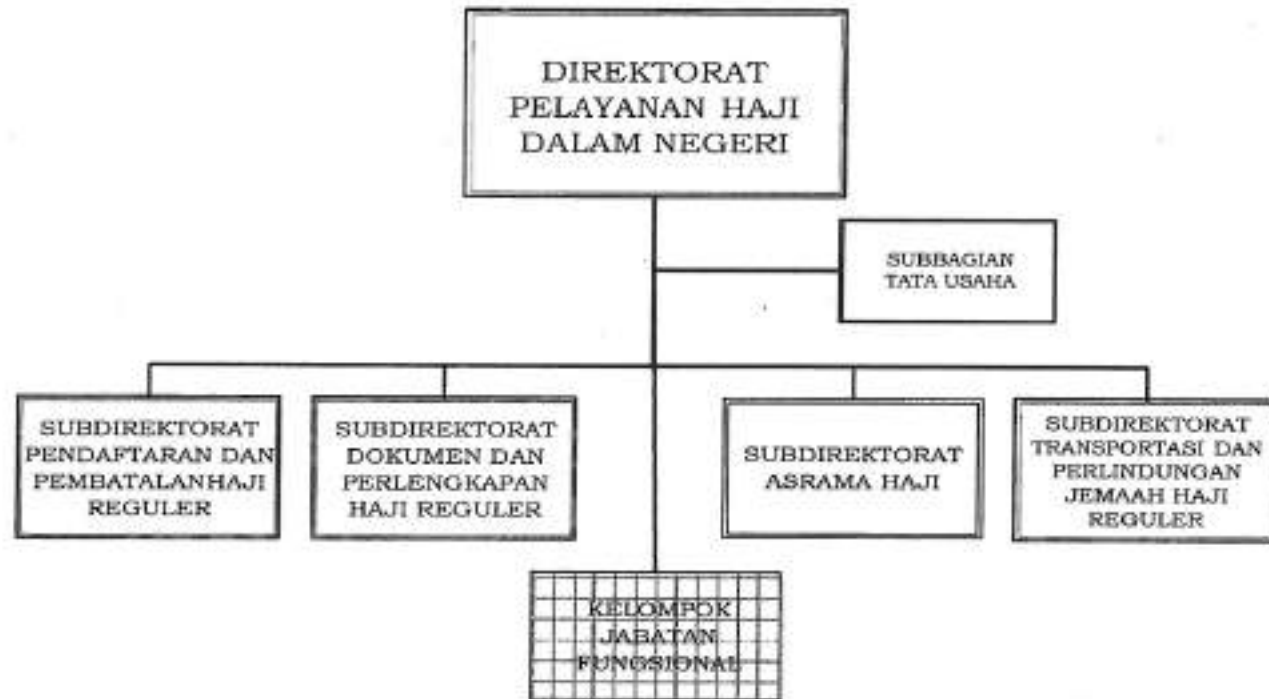 DIREKTORAT
PELAYANAN HAJI
DALAM NEGERI
SUBBAGIAN
TATA USAHA
SUBDIREKTORAT
PENDAFTARAN DAN
PEMBATALANHAJI
REGULER
SUBDIREKTORAT
DOKUMEN DAN
PERLENGKAPAN
HAJI REGULER
SUBDIREKTORAT
ASRAMA HAJI
SUBDIREKTORAT
TRANSPORTASI DAN
PERLINDUNGAN
JEMAAH HAJI
REGULER
KELOMPOK
JABATAN
FUNGSIONAL